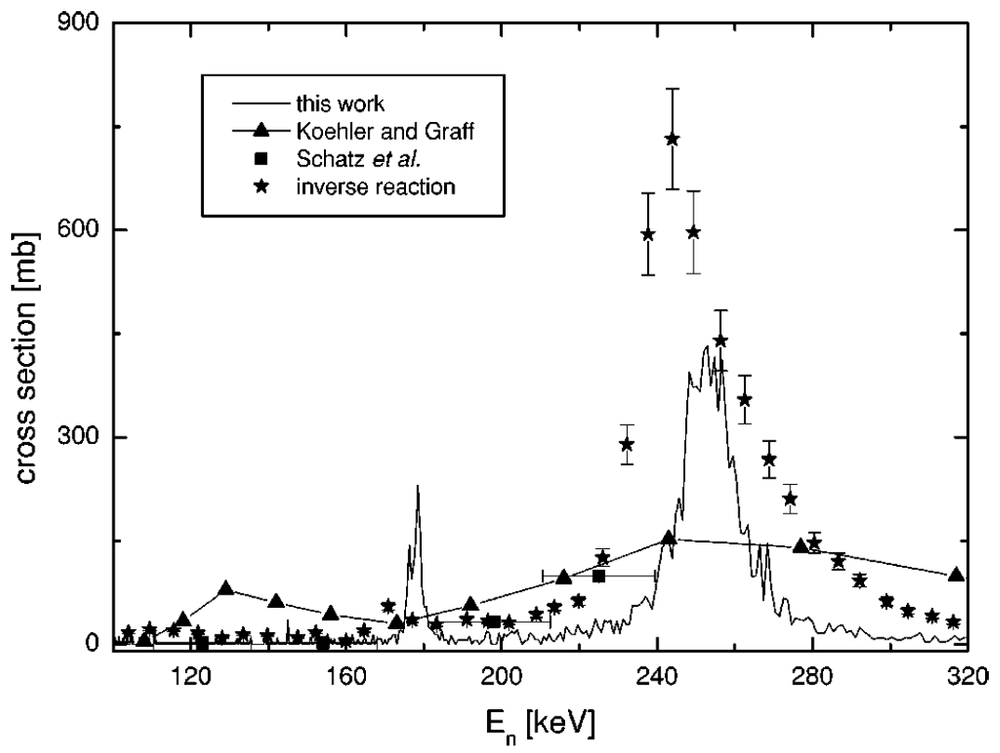 900
600
300
0
cross section [mb]
this work
Koehler and Graff
Schatz et al.
inverse reaction
120 160 200 240 280 320
E_n [keV]